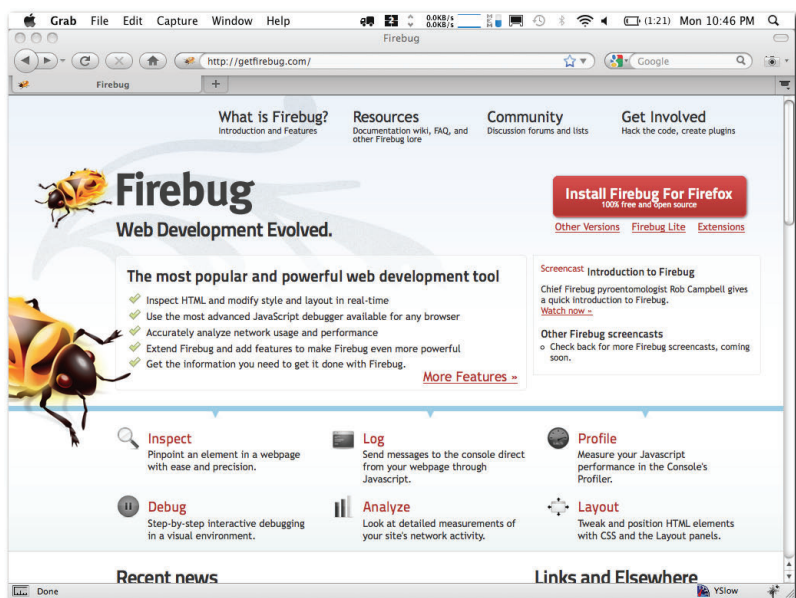 Grab File Edit Capture Window Help 2 0.0KB/s 0.0KB/s (1:21) Mon 10:46 PM
Firebug
http://getfirebug.com/ Google
Firebug +
What is Firebug? Resources Community Get Involved
Introduction and Features Documentation wiki, FAQ, and Discussion forums and lists Hack the code, create plugins
other Firebug lore
Firebug
Web Development Evolved.
Install Firebug For Firefox
100% free and open source
Other Versions Firebug Lite Extensions
The most popular and powerful web development tool
Inspect HTML and modify style and layout in real-time
Use the most advanced JavaScript debugger available for any browser
Accurately analyze network usage and performance
Extend Firebug and add features to make Firebug even more powerful
Get the information you need to get it done with Firebug.
More Features »
Screencast Introduction to Firebug
Chief Firebug pyroentomologist Rob Campbell gives
a quick introduction to Firebug.
Watch now »
Other Firebug screencasts
Check back for more Firebug screencasts, coming
soon.
Inspect
Pinpoint an element in a webpage
with ease and precision.
Log
Send messages to the console direct
from your webpage through
Javascript.
Profile
Measure your Javascript
performance in the Console's
Profiler.
Debug
Step-by-step interactive debugging
in a visual environment.
Analyze
Look at detailed measurements of
your site's network activity.
Layout
Tweak and position HTML elements
with CSS and the Layout panels.
Recent news Links and Elsewhere
Done YSlow